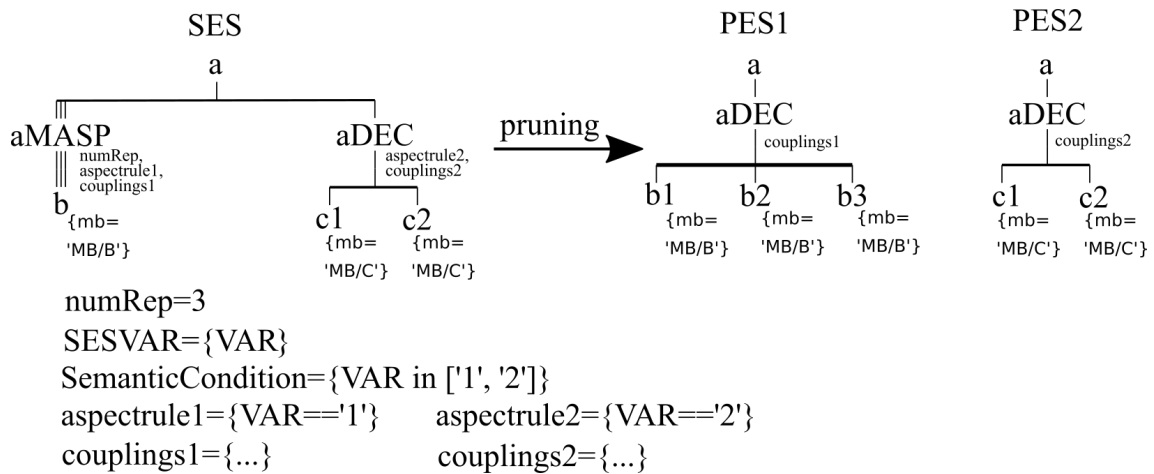 SES
PES1
PES2
a
a
a
aMASP
numRep,
aspectrule1,
couplings1
aDEC
aspectrule2,
couplings2
pruning
aDEC
couplings1
aDEC
couplings2
b
{mb=
'MB/B'}
c1
{mb=
'MB/C'}
c2
{mb=
'MB/C'}
b1
{mb=
'MB/B'}
b2
{mb=
'MB/B'}
b3
{mb=
'MB/B'}
c1
{mb=
'MB/C'}
c2
{mb=
'MB/C'}
numRep=3
SESVAR={VAR}
SemanticCondition={VAR in ['1', '2']}
aspectrule1={VAR=='1'} aspectrule2={VAR=='2'}
couplings1={...} couplings2={...}